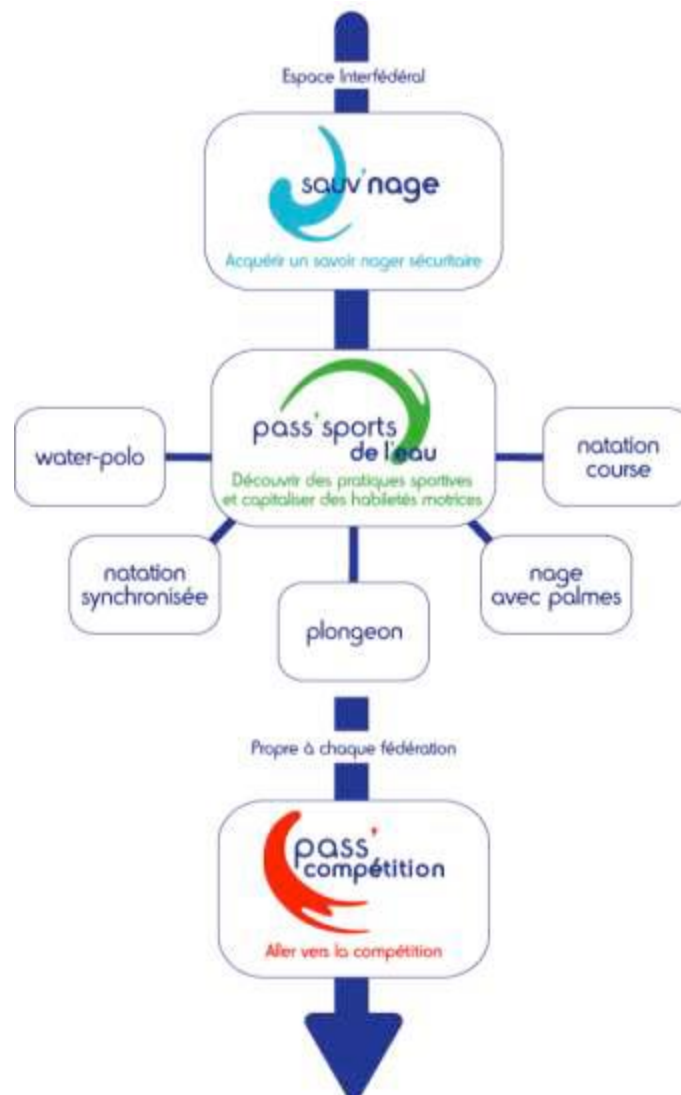 Espace Interfédéral
sauv'nage
Acquérir un savoir nager sécuritaire
pass'sports
de l'eau
Découvrir des pratiques sportives
et capitaliser des habiletés motrices
water-polo
natation
course
natation
synchronisée
nage
avec palmes
plongeon
Propre à chaque fédération
pass'
compétition
Aller vers la compétition